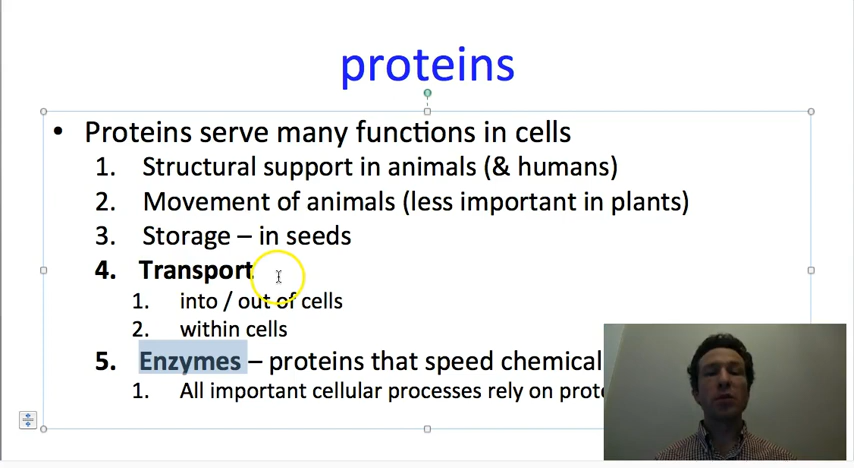 proteins
• Proteins serve many functions in cells
1. Structural support in animals (& humans)
2. Movement of animals (less important in plants)
3. Storage – in seeds
4. Transport
1. into / out of cells
2. within cells
5. Enzymes – proteins that speed chemical
1. All important cellular processes rely on